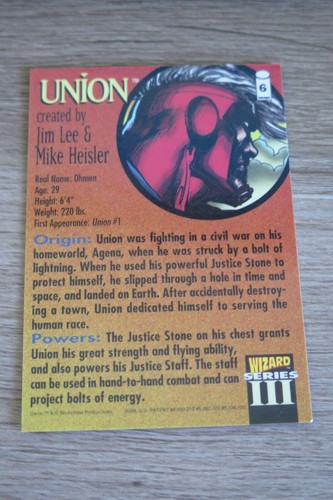 UNION™
6
created by
Jim Lee &
Mike Heisler
Real Name: Ohmen
Age: 29
Height: 6'4"
Weight: 220 lbs.
First Appearance: Union #1
Origin: Union was fighting in a civil war on his
homeworld, Agena, when he was struck by a bolt of
lightning. When he used his powerful Justice Stone to
protect himself, he slipped through a hole in time and
space, and landed on Earth. After accidentally destroy-
ing a town, Union dedicated himself to serving the
human race.
Powers: The Justice Stone on his chest grants
Union his great strength and flying ability,
and also powers his Justice Staff. The staff
can be used in hand-to-hand combat and can
project bolts of energy.
WIZARD
SERIES
III